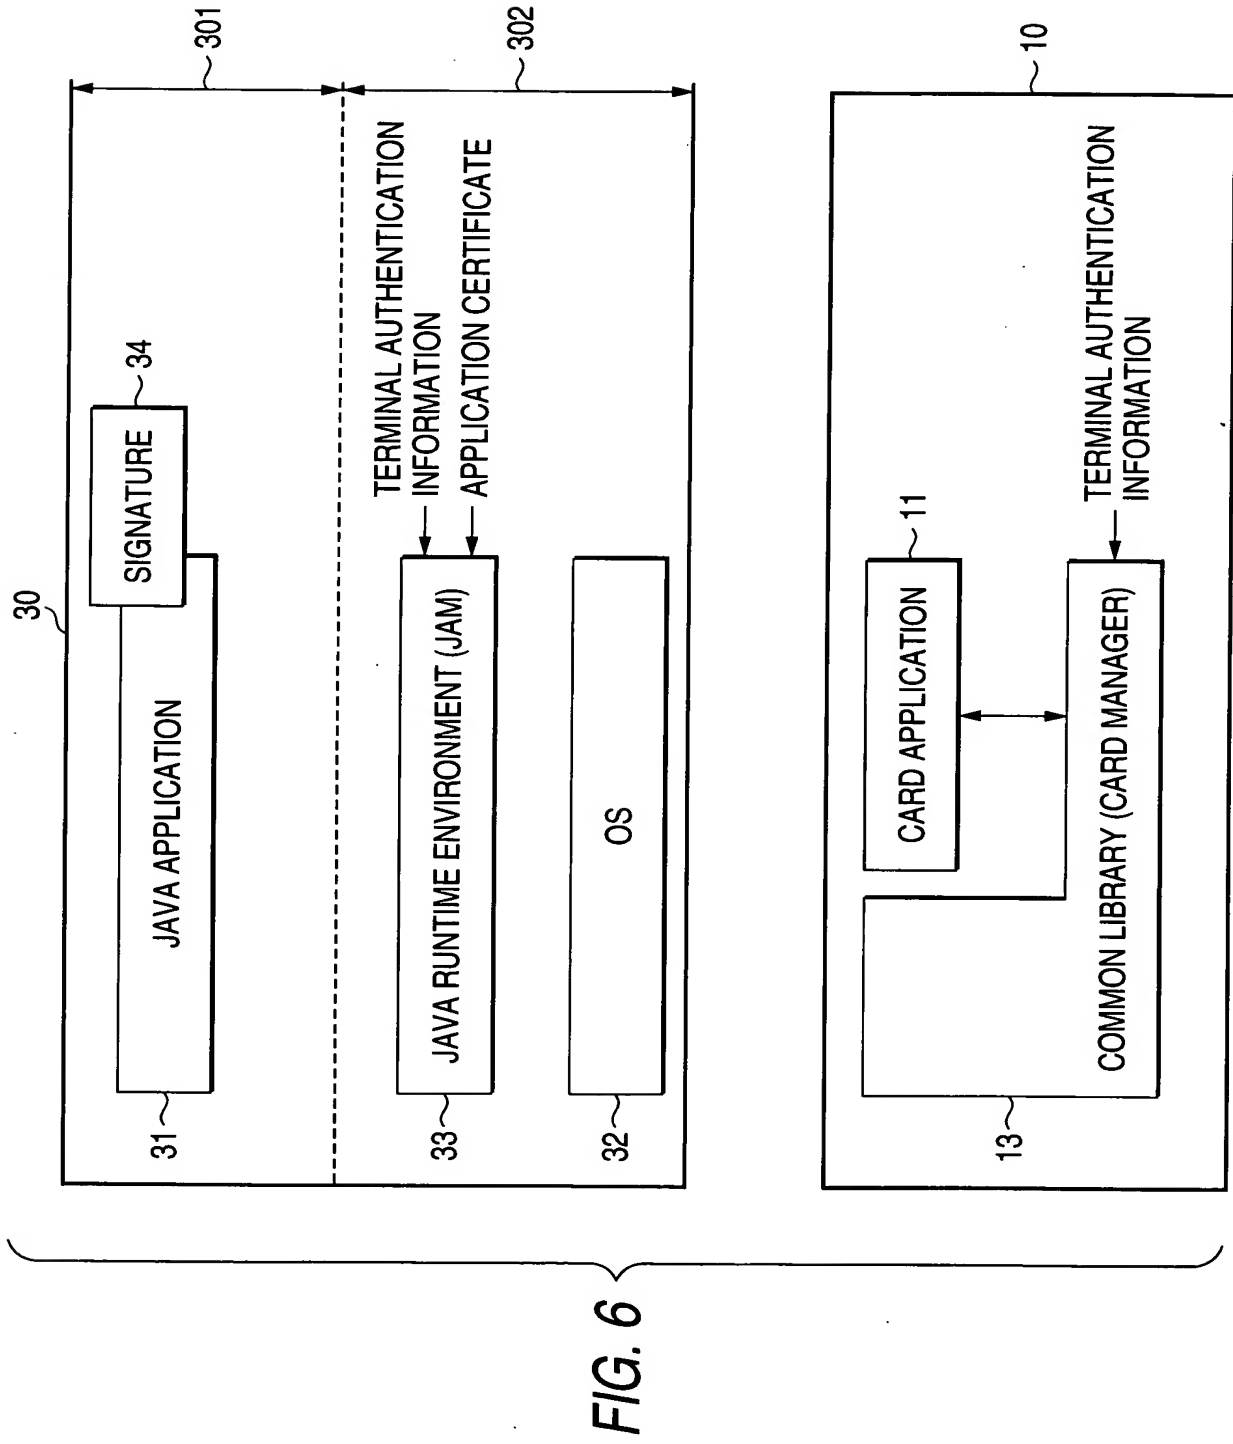 FIG. 6
30
301
302
31
JAVA APPLICATION
SIGNATURE
34
33
JAVA RUNTIME ENVIRONMENT (JAM)
TERMINAL AUTHENTICATION
INFORMATION
APPLICATION CERTIFICATE
32
OS
10
CARD APPLICATION
11
13
COMMON LIBRARY (CARD MANAGER)
TERMINAL AUTHENTICATION
INFORMATION